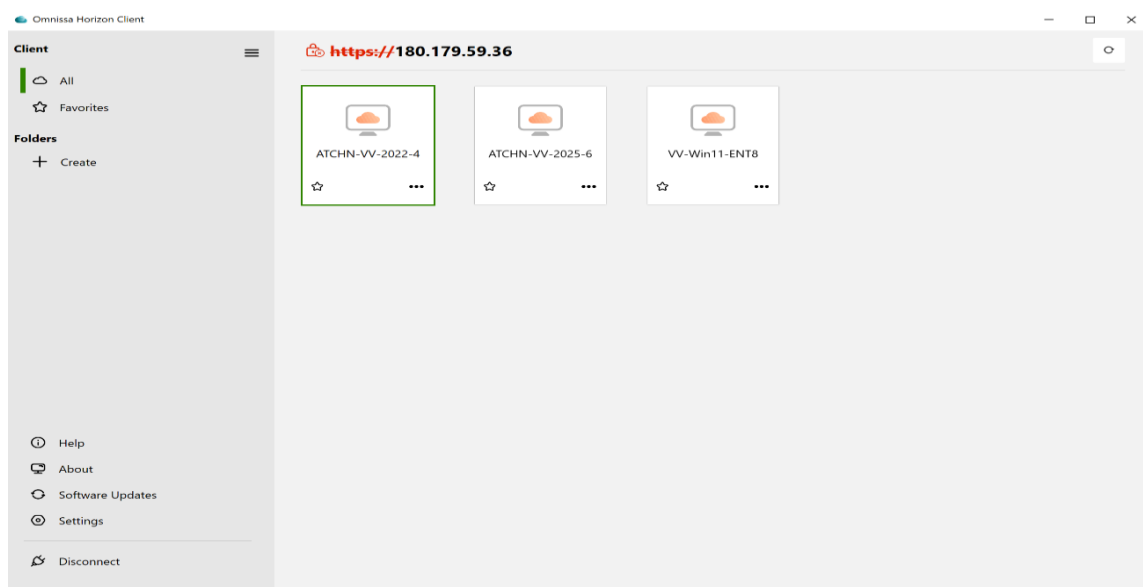 Omnissa Horizon Client
Client
All
Favorites
Folders
Create
Help
About
Software Updates
Settings
Disconnect
https://180.179.59.36
ATCHN-VV-2022-4
ATCHN-VV-2025-6
VV-Win11-ENT8